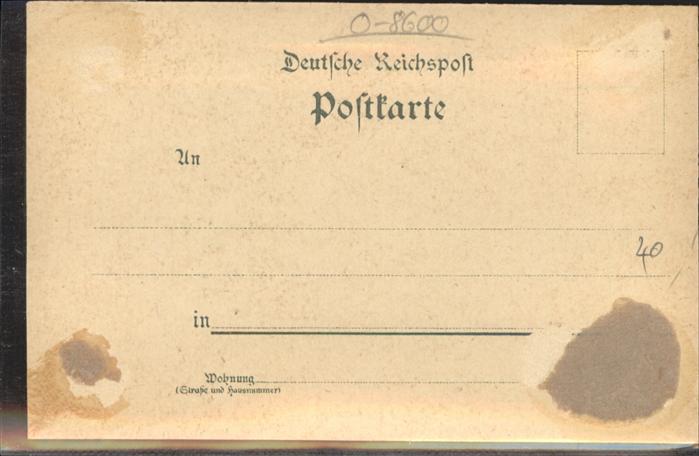 0-8600
Deutſche Reichspoſt
Poſtkarte
An
40
in
Wohnung
(Straße und Hausnummer)